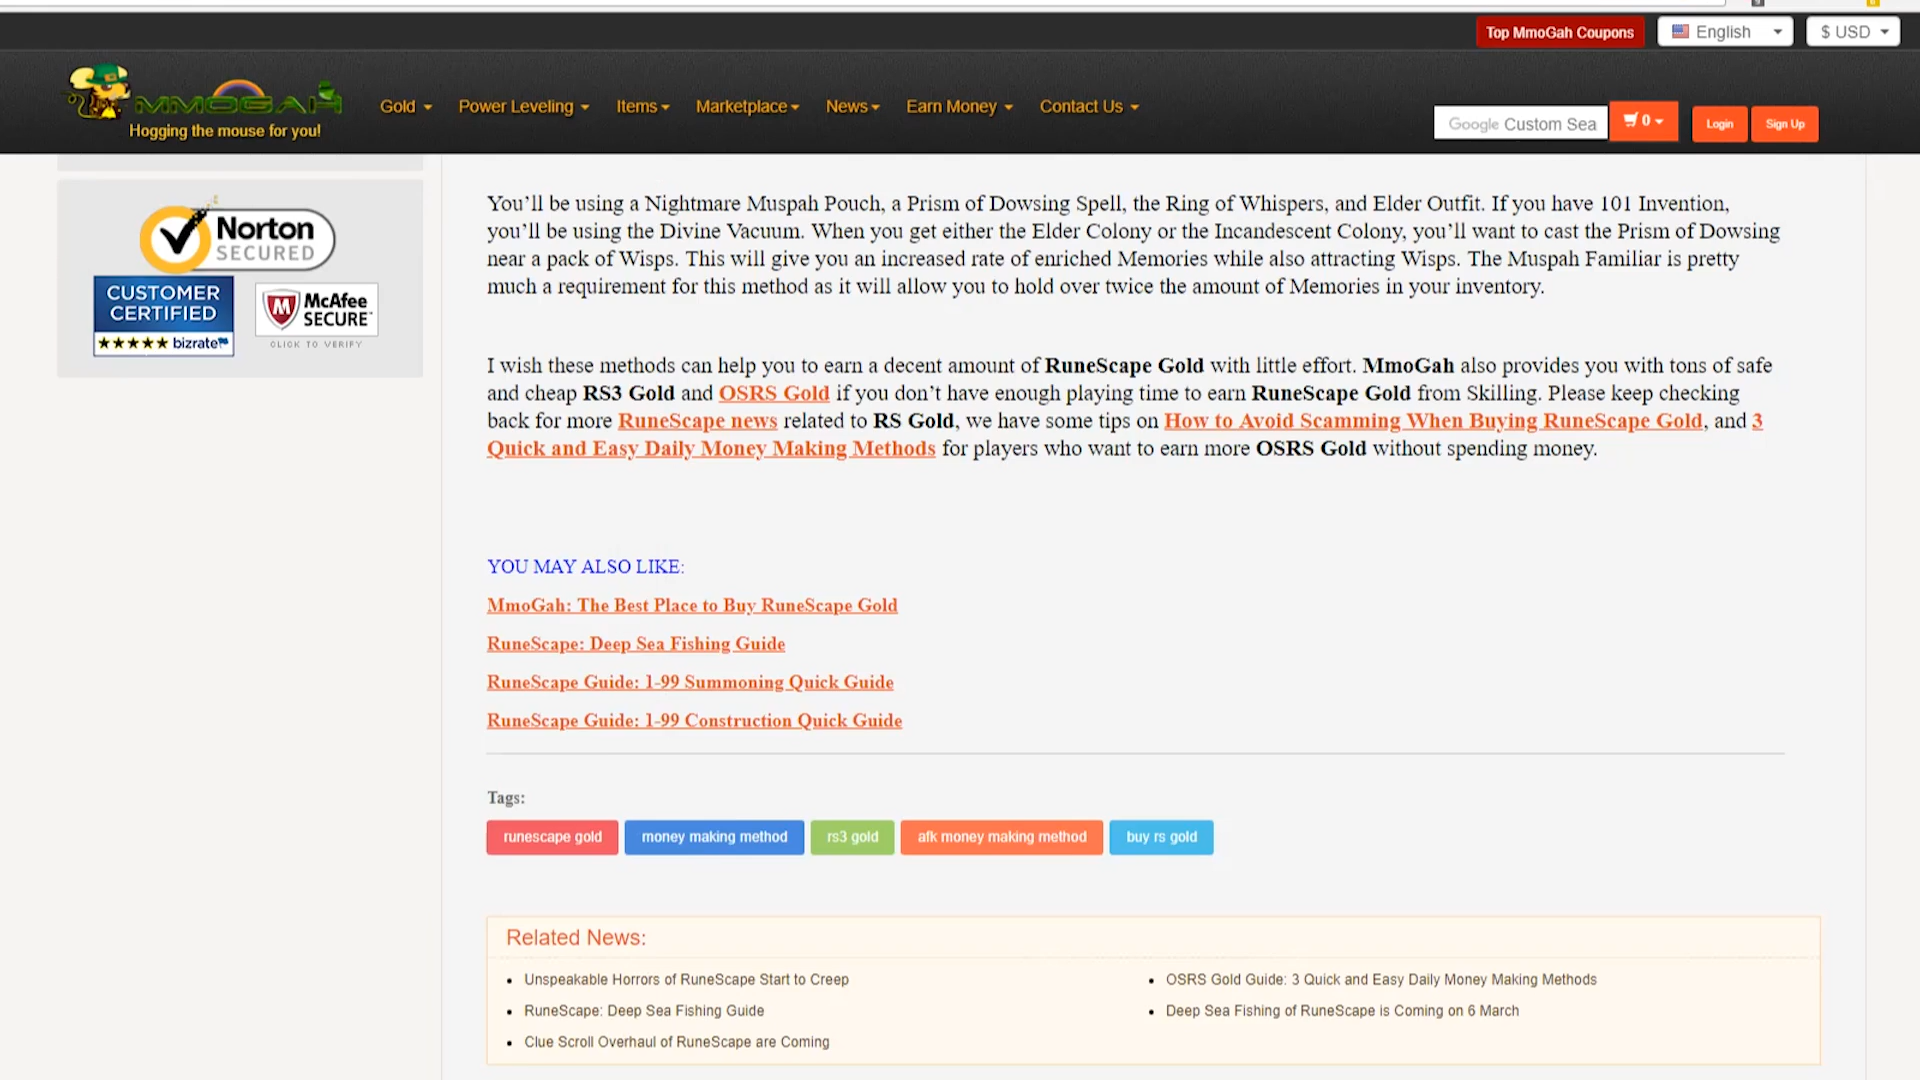 Top MmoGah Coupons
English
$ USD
MMOGAH
Hogging the mouse for you!
Gold
Power Leveling
Items
Marketplace
News
Earn Money
Contact Us
Google Custom Sea
0
Login
Sign Up
Norton
SECURED
CUSTOMER
CERTIFIED
bizrate
McAfee
SECURE™
CLICK TO VERIFY
You’ll be using a Nightmare Muspah Pouch, a Prism of Dowsing Spell, the Ring of Whispers, and Elder Outfit. If you have 101 Invention,
you’ll be using the Divine Vacuum. When you get either the Elder Colony or the Incandescent Colony, you’ll want to cast the Prism of Dowsing
near a pack of Wisps. This will give you an increased rate of enriched Memories while also attracting Wisps. The Muspah Familiar is pretty
much a requirement for this method as it will allow you to hold over twice the amount of Memories in your inventory.
I wish these methods can help you to earn a decent amount of RuneScape Gold with little effort. MmoGah also provides you with tons of safe
and cheap RS3 Gold and OSRS Gold if you don’t have enough playing time to earn RuneScape Gold from Skilling. Please keep checking
back for more RuneScape news related to RS Gold, we have some tips on How to Avoid Scamming When Buying RuneScape Gold, and 3
Quick and Easy Daily Money Making Methods for players who want to earn more OSRS Gold without spending money.
YOU MAY ALSO LIKE:
MmoGah: The Best Place to Buy RuneScape Gold
RuneScape: Deep Sea Fishing Guide
RuneScape Guide: 1-99 Summoning Quick Guide
RuneScape Guide: 1-99 Construction Quick Guide
Tags:
runescape gold
money making method
rs3 gold
afk money making method
buy rs gold
Related News:
Unspeakable Horrors of RuneScape Start to Creep
OSRS Gold Guide: 3 Quick and Easy Daily Money Making Methods
RuneScape: Deep Sea Fishing Guide
Deep Sea Fishing of RuneScape is Coming on 6 March
Clue Scroll Overhaul of RuneScape are Coming